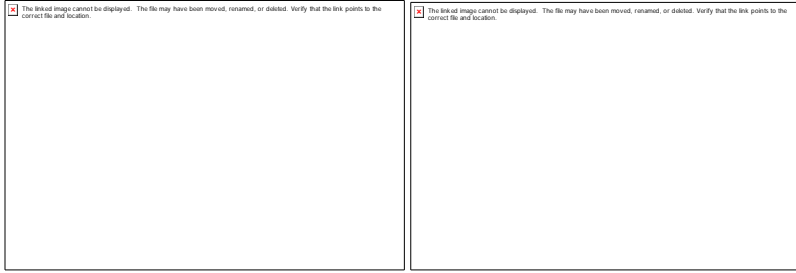 The linked image cannot be displayed. The file may have been moved, renamed, or deleted. Verify that the link points to the
correct file and location.
The linked image cannot be displayed. The file may have been moved, renamed, or deleted. Verify that the link points to the
correct file and location.